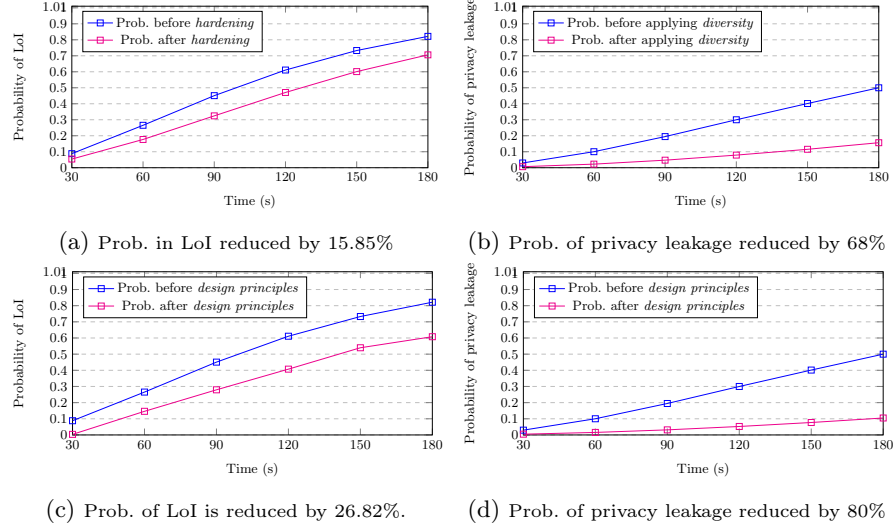 Prob. before hardening
Prob. after hardening
Probability of LoI
1.01
1
0.9
0.8
0.7
0.6
0.5
0.4
0.3
0.2
0.1
0
30 60 90 120 150 180
Time (s)
(a) Prob. in LoI reduced by 15.85%
Prob. before applying diversity
Prob. after applying diversity
Probability of privacy leakage
1.01
1
0.9
0.8
0.7
0.6
0.5
0.4
0.3
0.2
0.1
0
30 60 90 120 150 180
Time (s)
(b) Prob. of privacy leakage reduced by 68%
Prob. before design principles
Prob. after design principles
Probability of LoI
1.01
1
0.9
0.8
0.7
0.6
0.5
0.4
0.3
0.2
0.1
0
30 60 90 120 150 180
Time (s)
(c) Prob. of LoI is reduced by 26.82%.
Prob. before design principles
Prob. after design principles
Probability of privacy leakage
1.01
1
0.9
0.8
0.7
0.6
0.5
0.4
0.3
0.2
0.1
0
30 60 90 120 150 180
Time (s)
(d) Prob. of privacy leakage reduced by 80%